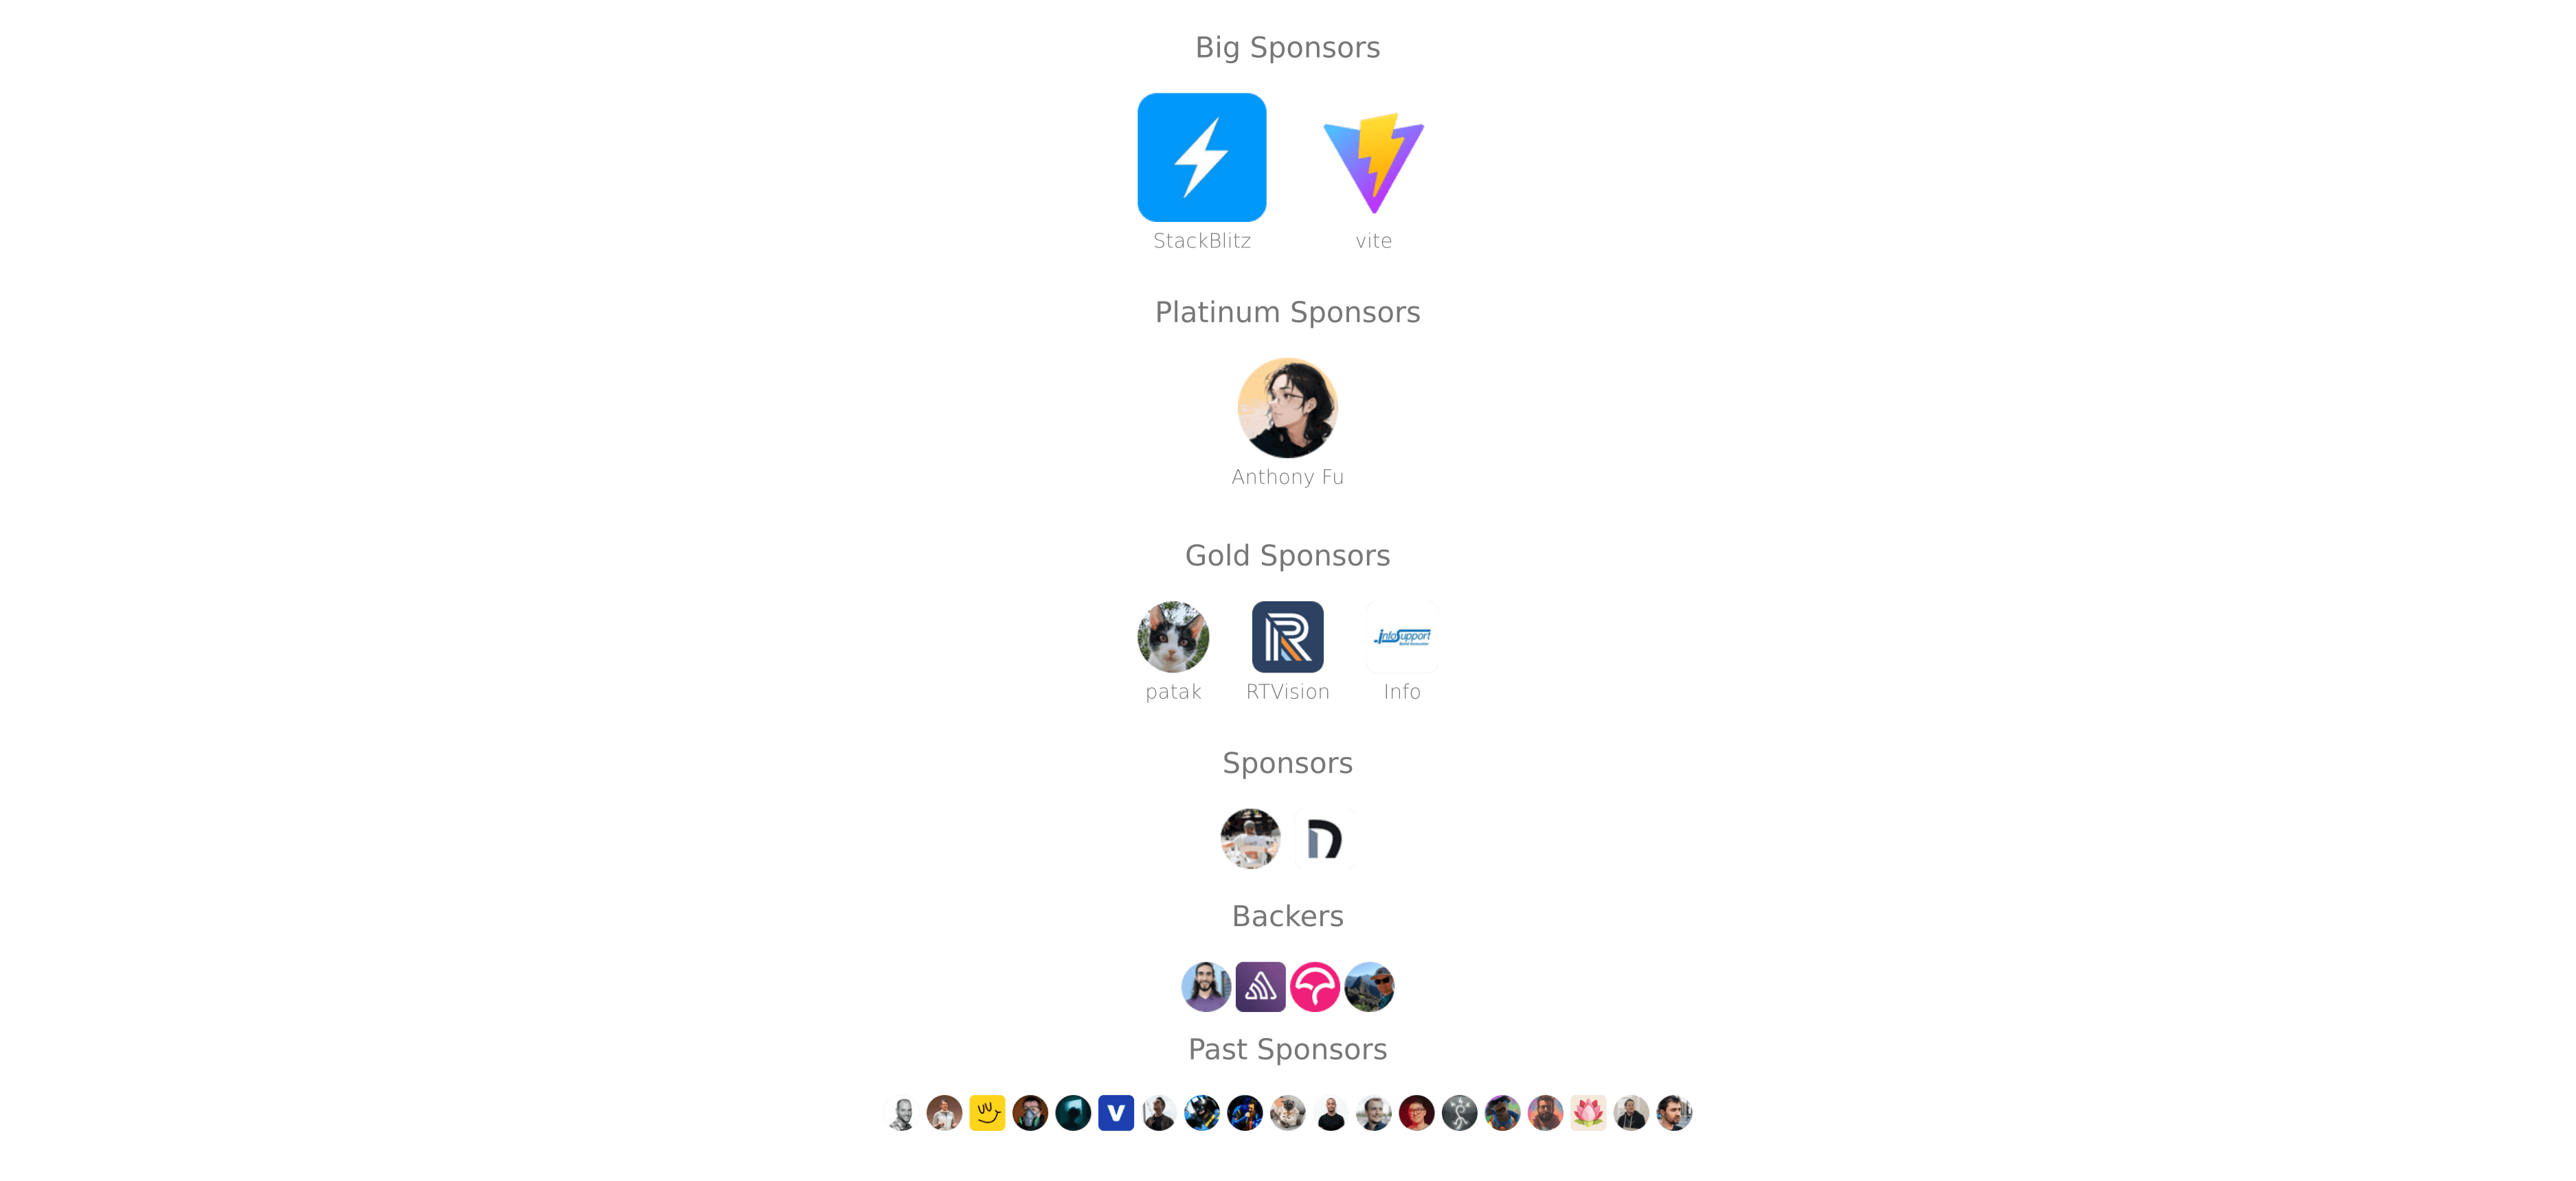 Big Sponsors
StackBlitz
vite
Platinum Sponsors
Anthony Fu
Gold Sponsors
infoSupport
patak
RTVision
Info
Sponsors
Backers
Past Sponsors